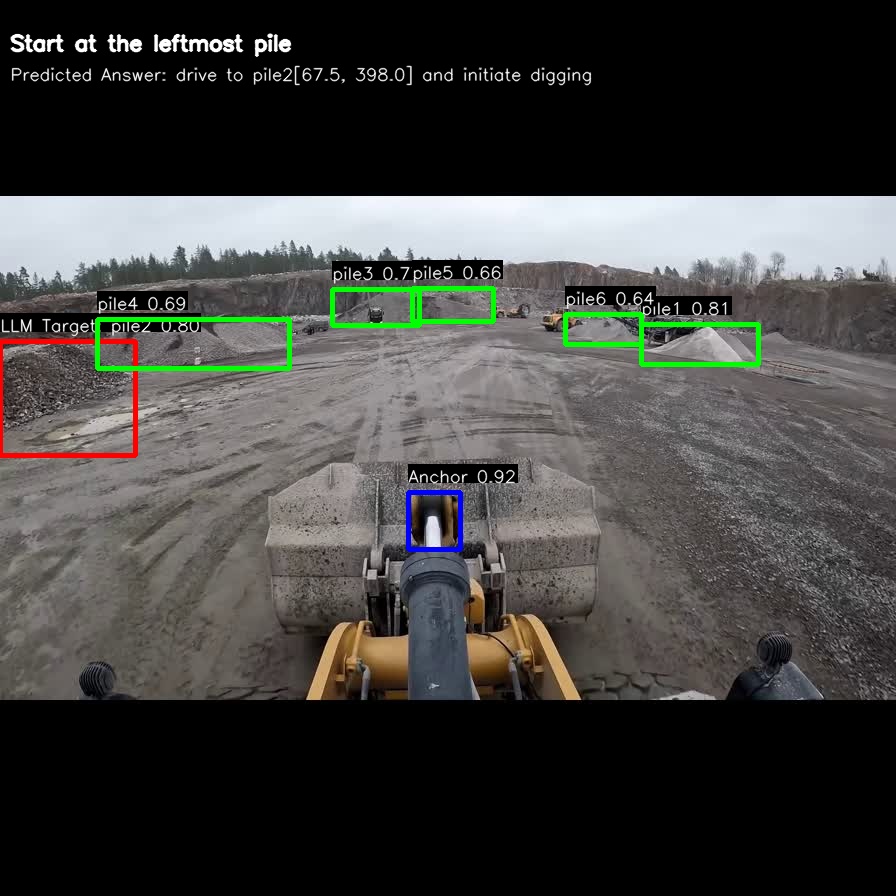 Start at the leftmost pile
Predicted Answer: drive to pile2[67.5, 398.0] and initiate digging
pile3 0.7
pile5 0.66
pile4 0.69
pile6 0.64
pile1 0.81
LLM Target
pile2 0.80
Anchor 0.92